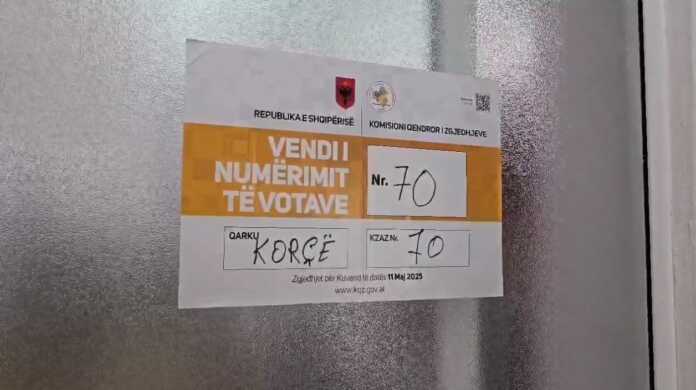 REPUBLIKA E SHQIPËRISË
KOMISIONI QENDROR I ZGJEDHJEVE
VENDI I
NUMËRIMIT
TË VOTAVE
Nr. 70
QARKU KORÇË
KZAZ Nr. 70
Zgjedhjet për Kuvend të datës 11 Maj 2025
www.kqz.gov.al